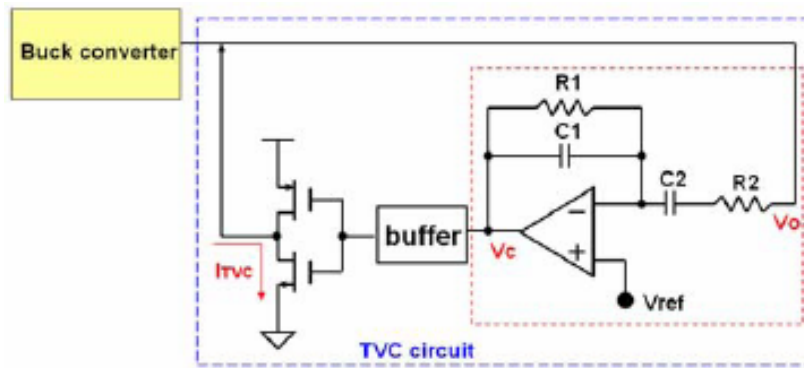 Buck converter
R1
C1
C2
R2
Vo
buffer
Vc
ITVC
Vref
TVC circuit